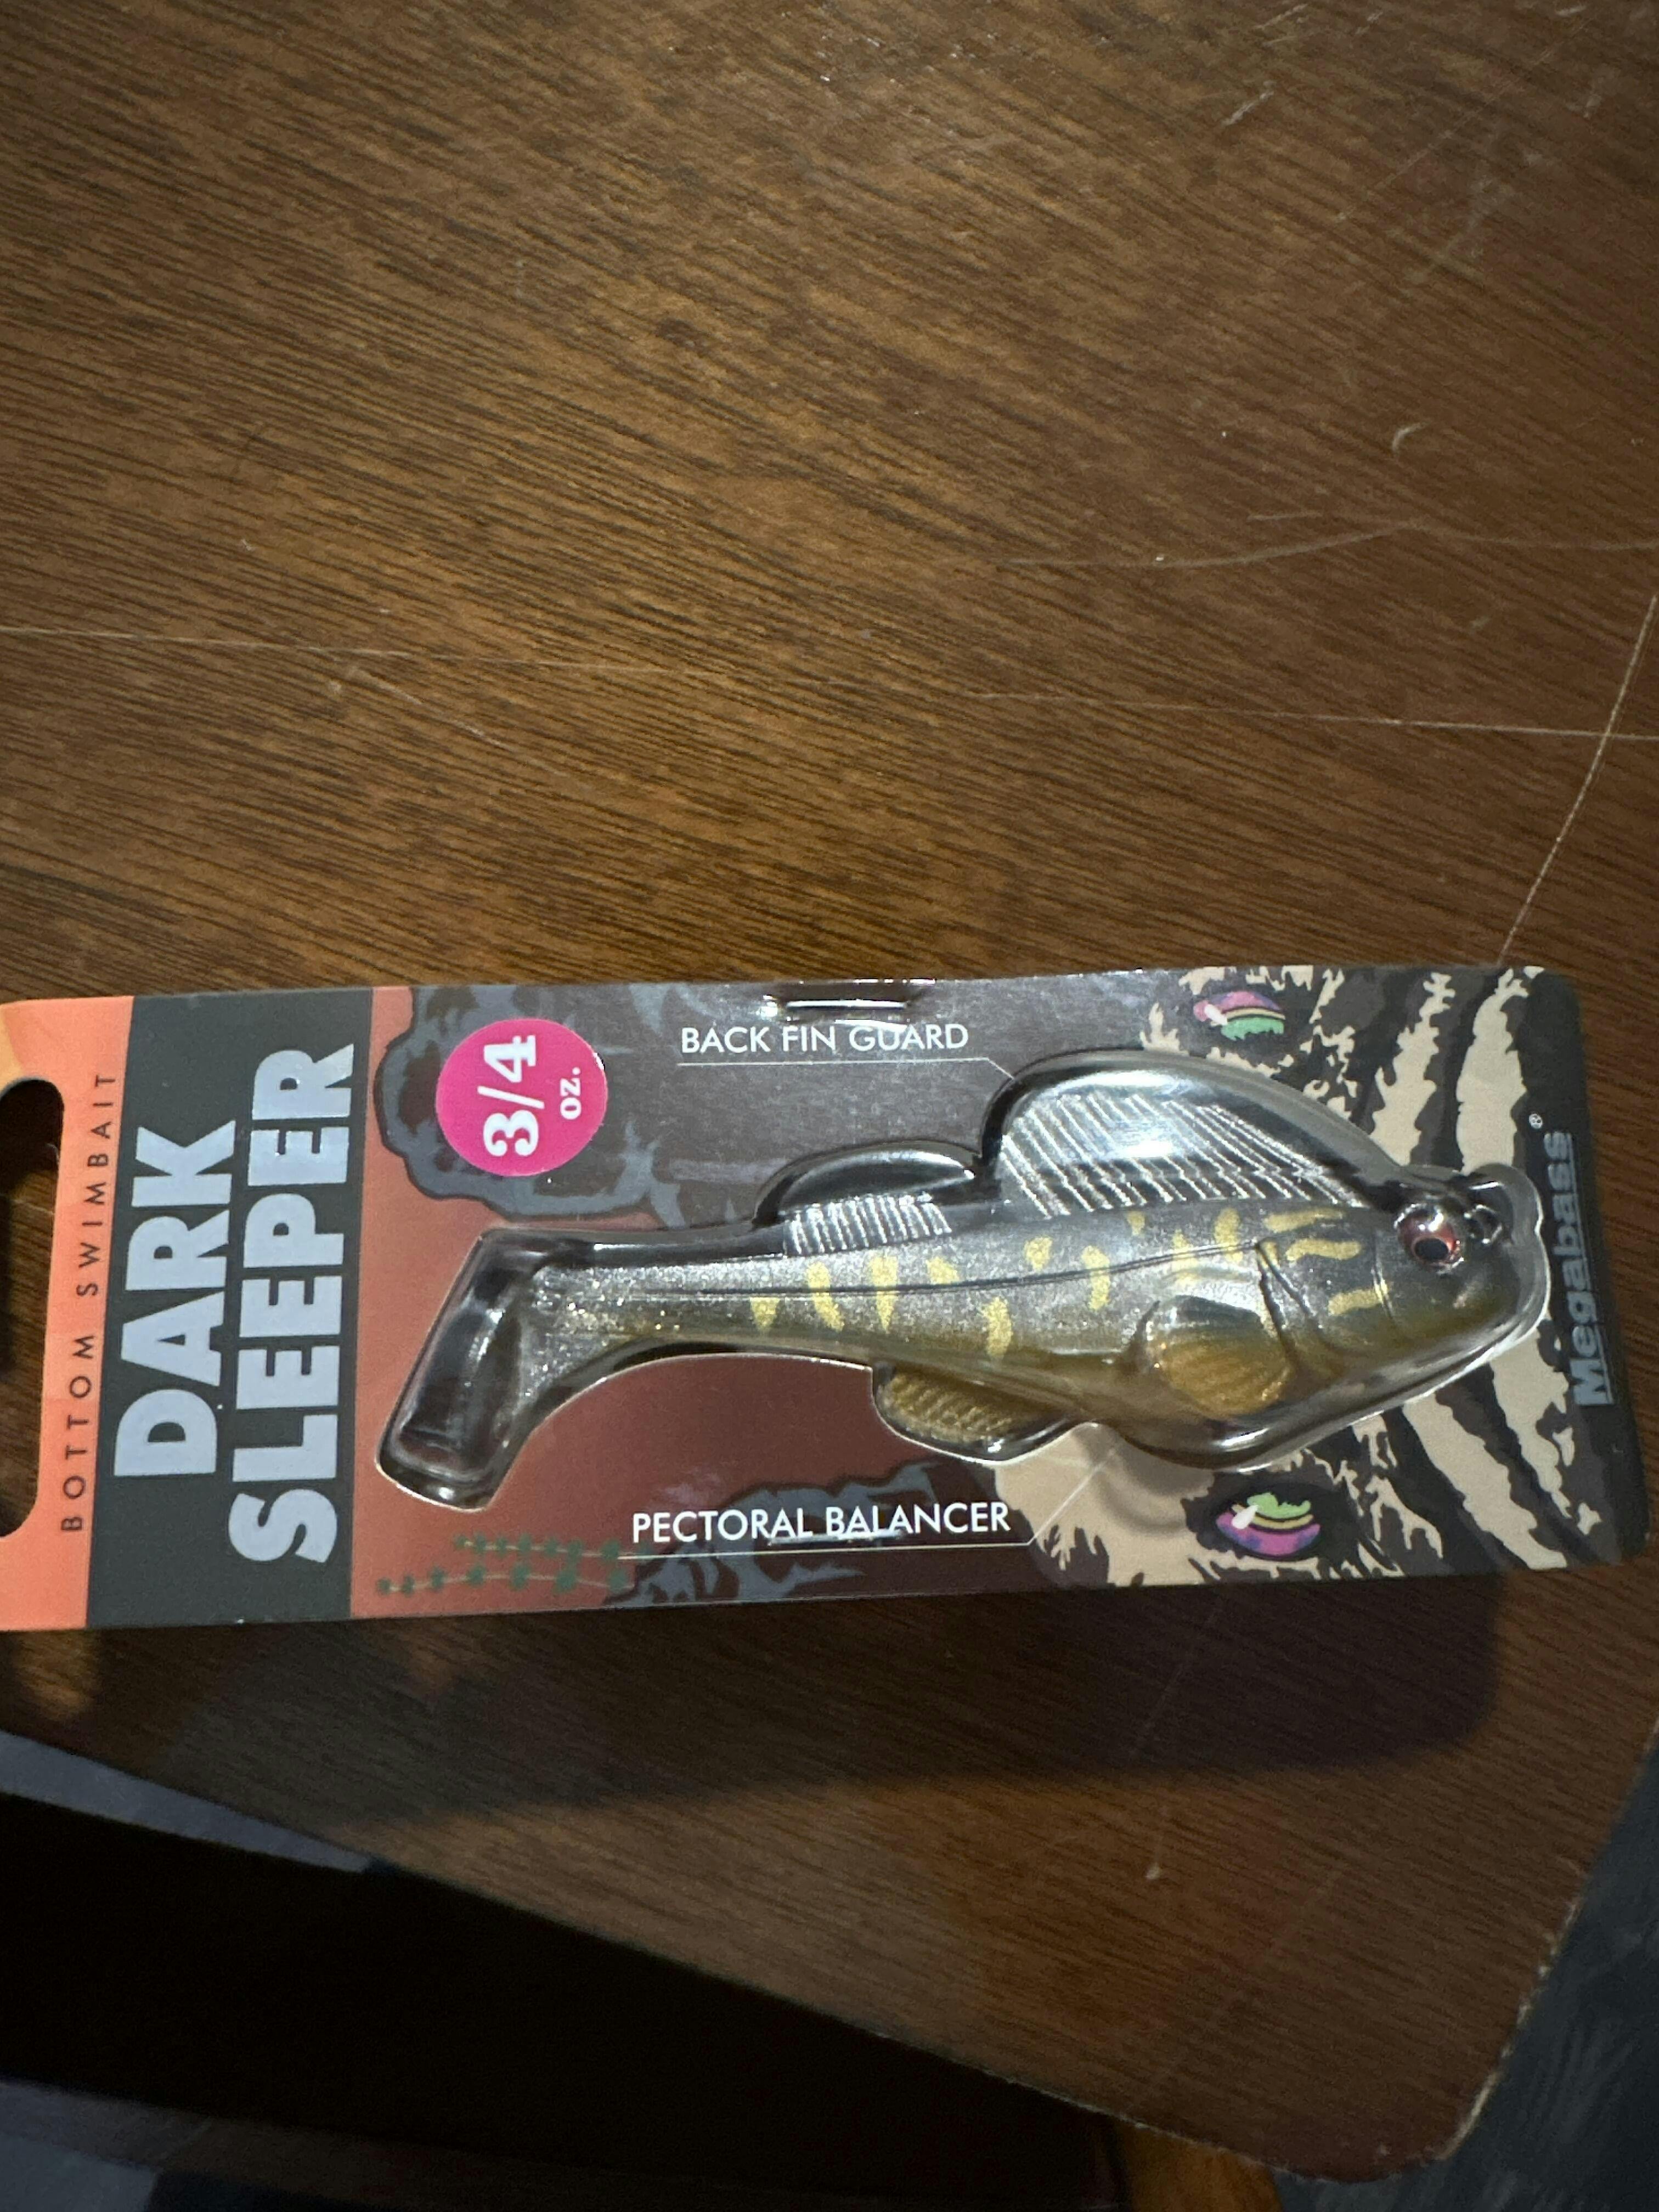 BOTTOM SWIMBAIT
DARK
SLEEPER
3/4
oz.
BACK FIN GUARD
PECTORAL BALANCER
Megabass®